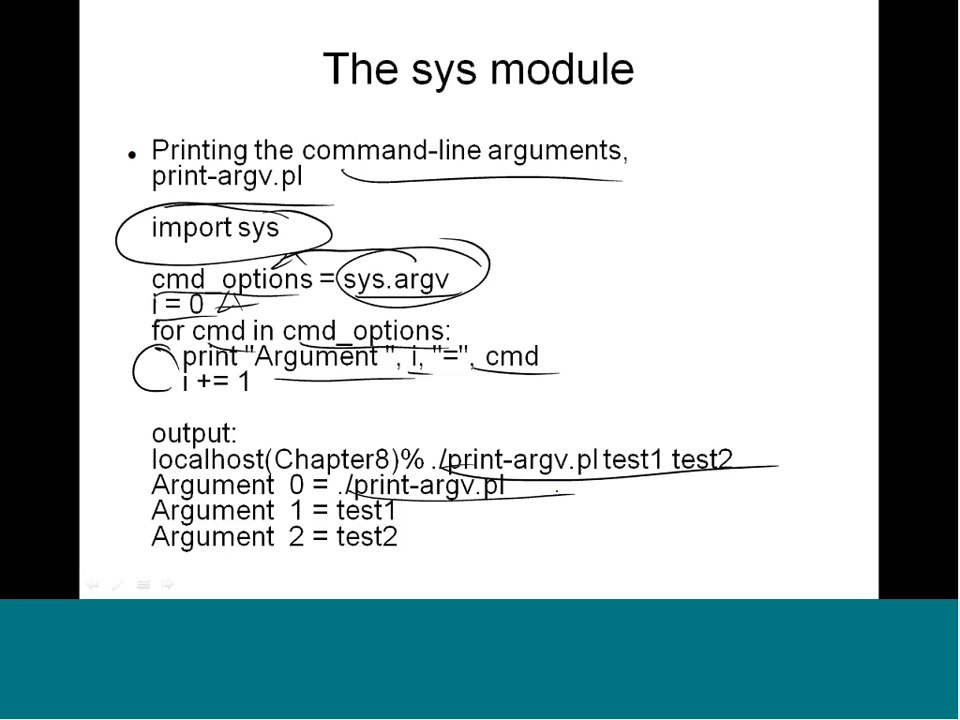 The sys module
Printing the command-line arguments,
print-argv.pl
import sys
cmd_options = sys.argv
i = 0
for cmd in cmd_options:
print "Argument ", i, "=", cmd
i += 1
output:
localhost(Chapter8)% ./print-argv.pl test1 test2
Argument 0 = ./print-argv.pl
Argument 1 = test1
Argument 2 = test2